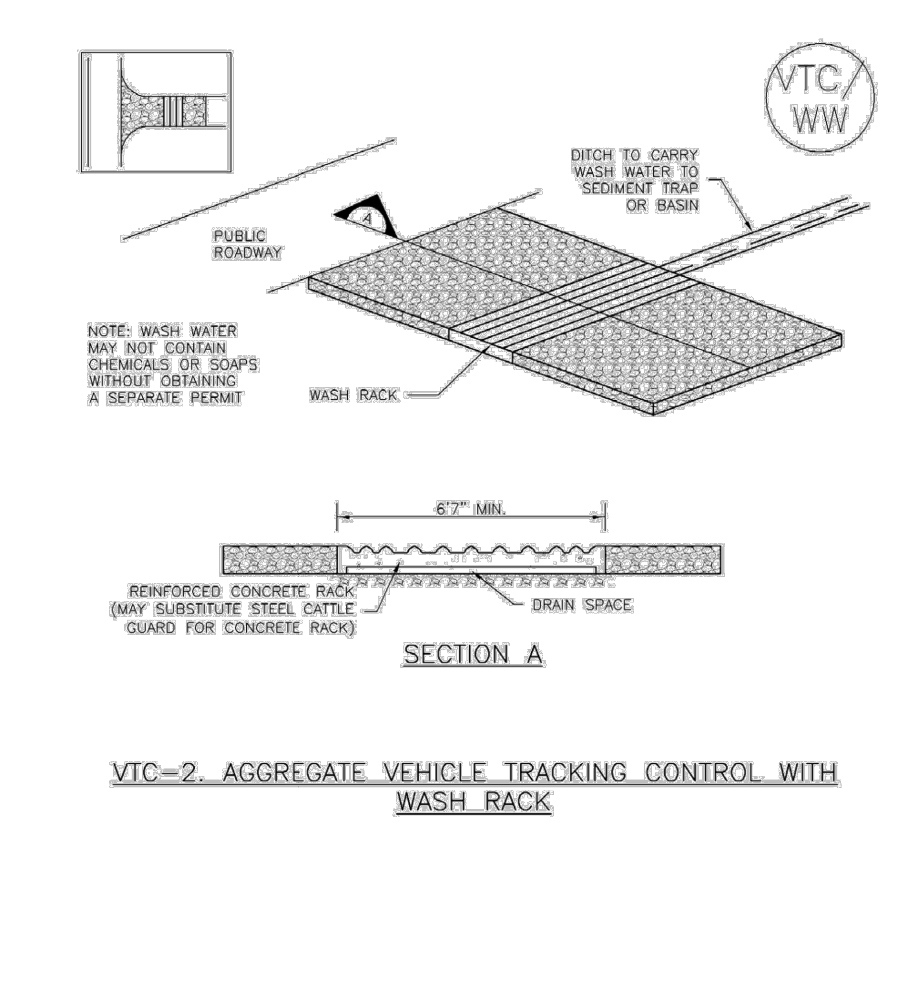 VTC/
WW
DITCH TO CARRY
WASH WATER TO
SEDIMENT TRAP
OR BASIN
A
PUBLIC
ROADWAY
NOTE: WASH WATER
MAY NOT CONTAIN
CHEMICALS OR SOAPS
WITHOUT OBTAINING
A SEPARATE PERMIT
WASH RACK
6'7" MIN.
REINFORCED CONCRETE RACK
(MAY SUBSTITUTE STEEL CATTLE
GUARD FOR CONCRETE RACK)
DRAIN SPACE
SECTION A
VTC-2. AGGREGATE VEHICLE TRACKING CONTROL WITH
WASH RACK